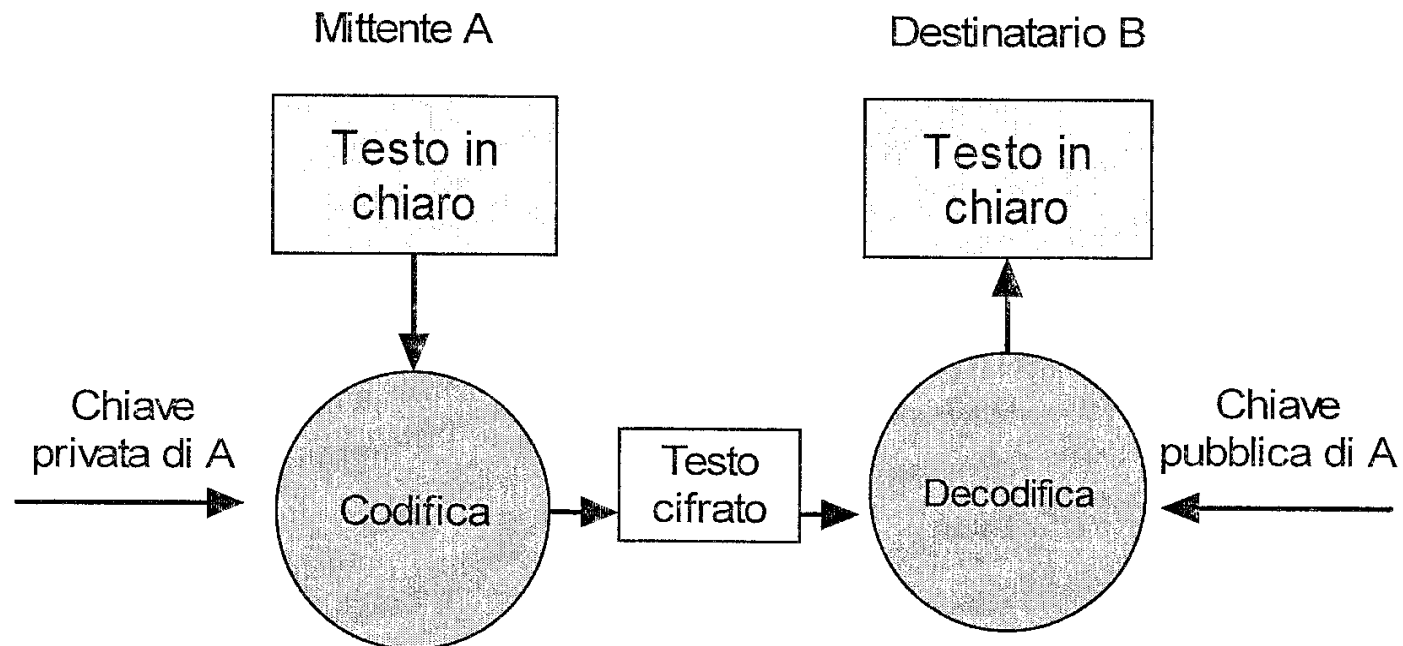 Mittente A
Destinatario B
Testo in
chiaro
Testo in
chiaro
Chiave
privata di A
Codifica
Testo
cifrato
Decodifica
Chiave
pubblica di A